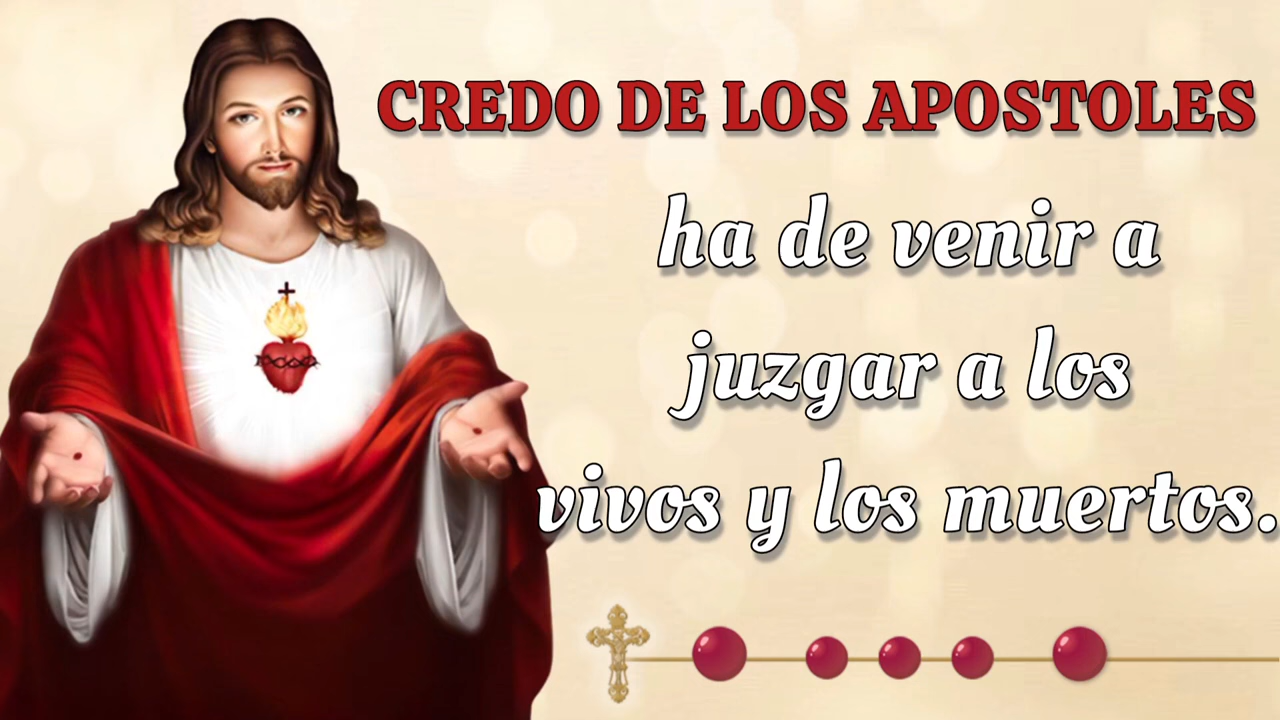 CREDO DE LOS APOSTOLES
ha de venir a
juzgar a los
vivos y los muertos.